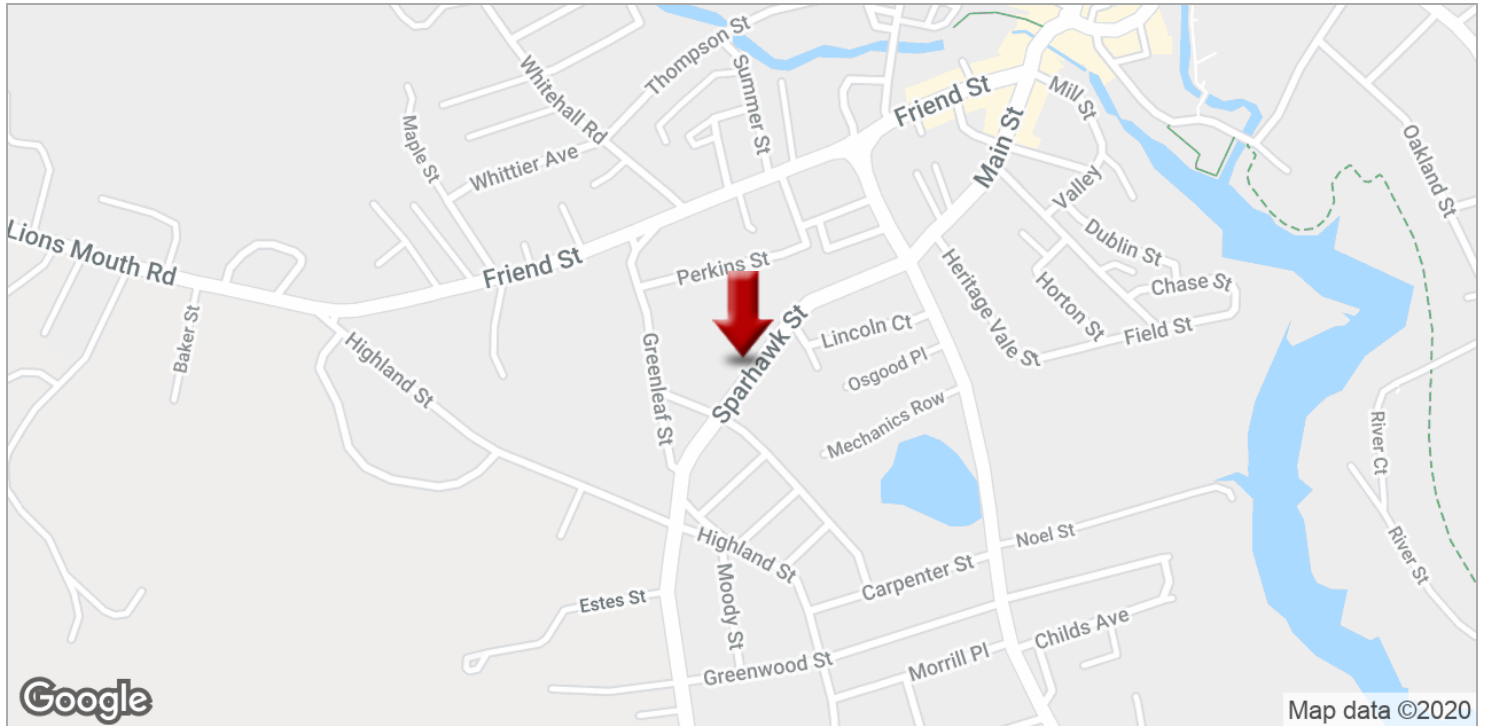 Thompson St
Summer St
Whitehall Rd
Friend St
Mill St
Main St
Maple St
Whittier Ave
Oakland St
Valley
Lions Mouth Rd
Friend St
Perkins St
Dublin St
Chase St
Heritage Vale St
Horton St
Field St
Baker St
Highland St
Greenleaf St
Sparhawk St
Lincoln Ct
Osgood Pl
Mechanics Row
River Ct
Highland St
Noel St
River St
Moody St
Carpenter St
Estes St
Childs Ave
Greenwood St
Morrill Pl
Google
Map data ©2020